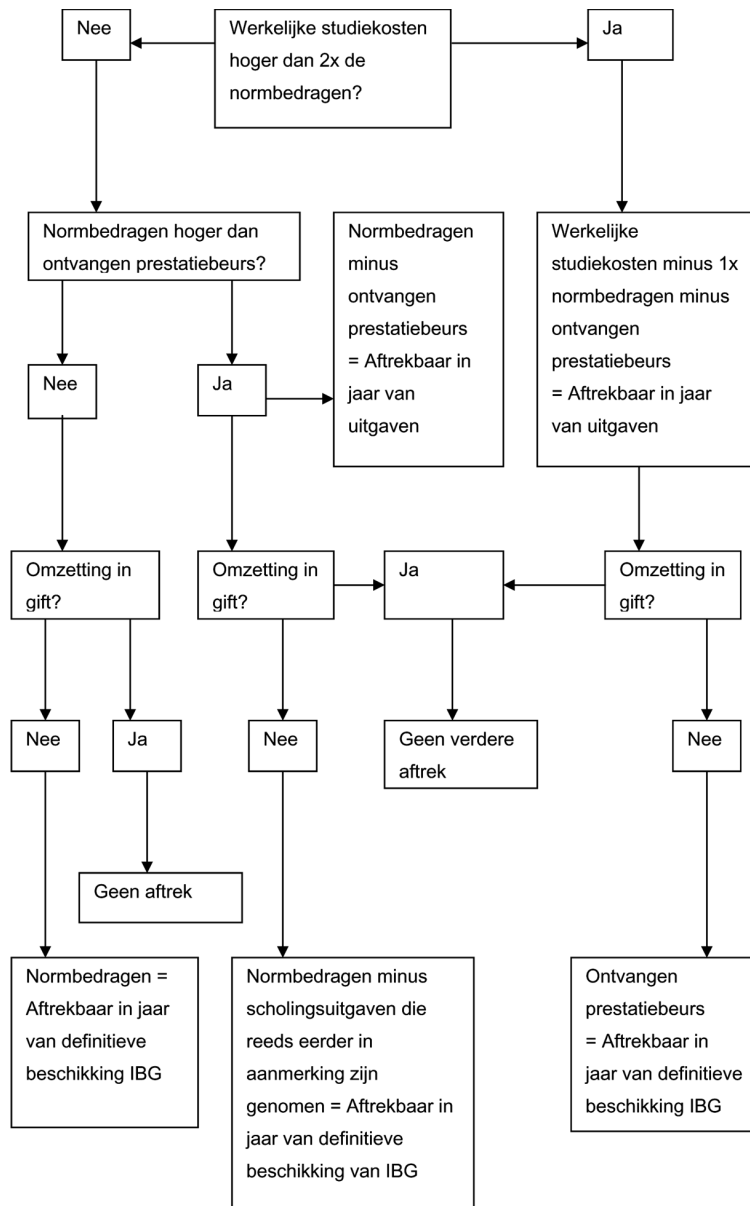 Nee
Werkelijke studiekosten
hoger dan 2x de
normbedragen?
Ja
Normbedragen hoger dan
ontvangen prestatiebeurs?
Normbedragen
minus
ontvangen
prestatiebeurs
= Aftrekbaar in
jaar van
uitgaven
Werkelijke
studiekosten minus 1x
normbedragen minus
ontvangen
prestatiebeurs
= Aftrekbaar in jaar
van uitgaven
Nee
Ja
Omzetting in
gift?
Omzetting in
gift?
Ja
Omzetting in
gift?
Nee
Ja
Nee
Geen verdere
aftrek
Nee
Geen aftrek
Normbedragen =
Aftrekbaar in jaar
van definitieve
beschikking IBG
Normbedragen minus
scholingsuitgaven die
reeds eerder in
aanmerking zijn
genomen = Aftrekbaar in
jaar van definitieve
beschikking van IBG
Ontvangen
prestatiebeurs
= Aftrekbaar in
jaar van definitieve
beschikking IBG